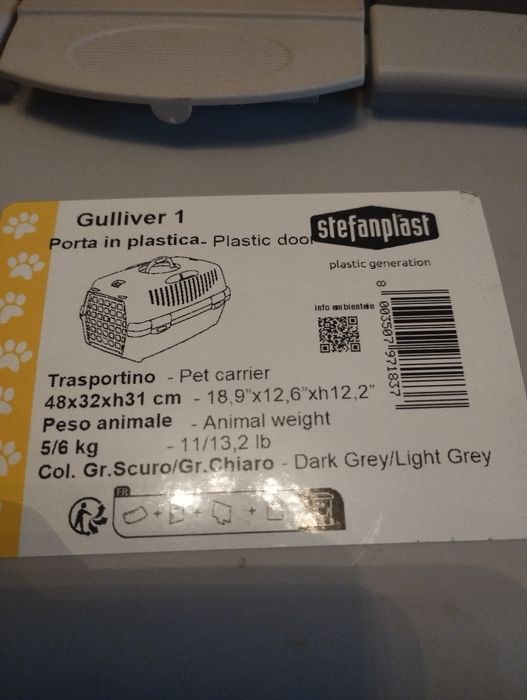 Gulliver 1
Porta in plastica- Plastic door
stefanplast
plastic generation
info ambientale
8 003507 971837
Trasportino - Pet carrier
48x32xh31 cm - 18,9"x12,6"xh12,2"
Peso animale - Animal weight
5/6 kg - 11/13,2 lb
Col. Gr.Scuro/Gr.Chiaro - Dark Grey/Light Grey
FR
+ + +